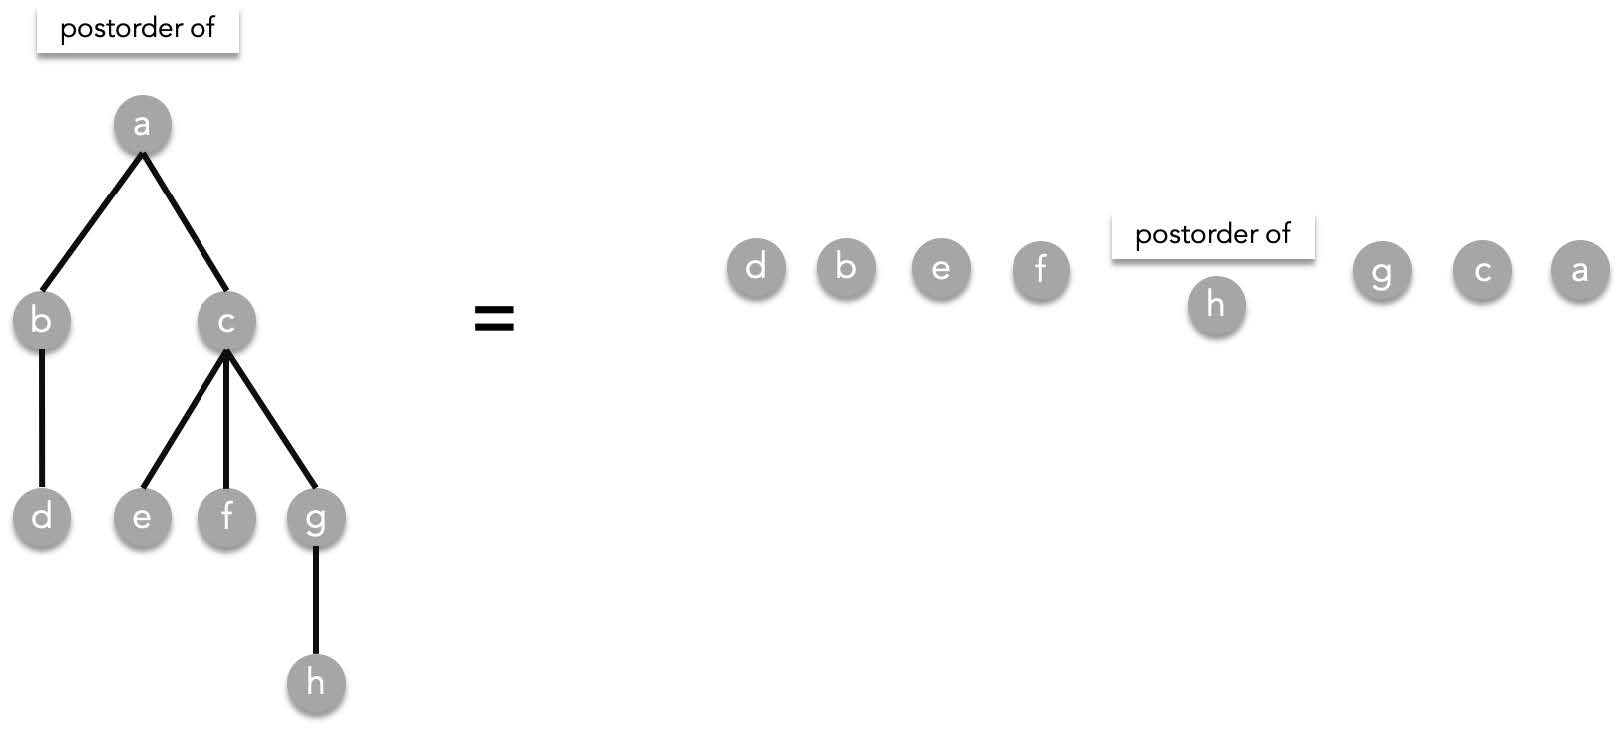 postorder of
a
b c
d e f g
h
=
postorder of
d b e f h g c a